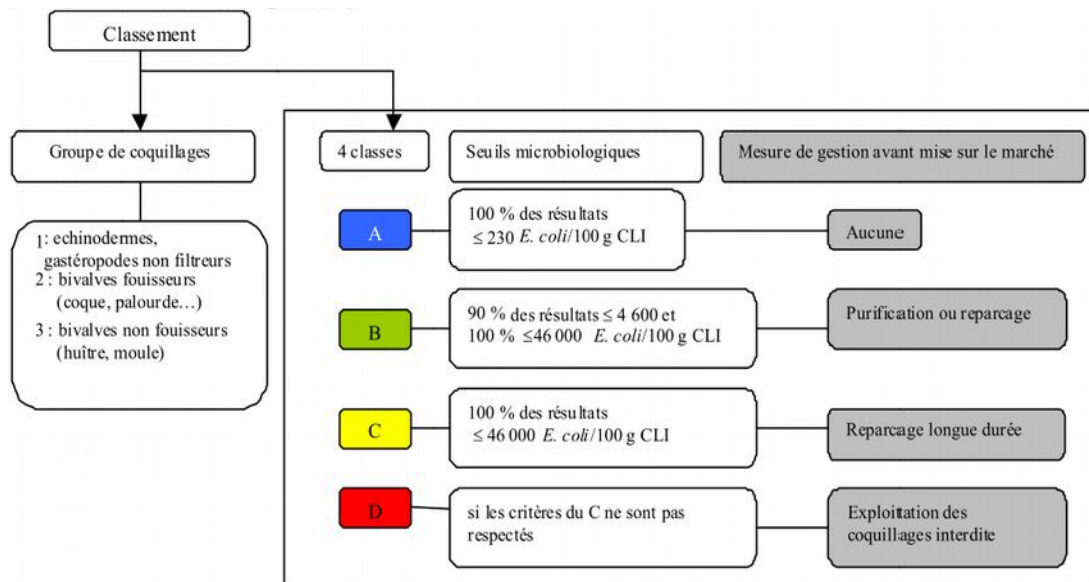 Classement
Groupe de coquillages
4 classes
Seuils microbiologiques
Mesure de gestion avant mise sur le marché
1: echinodermes,
gastéropodes non filtreurs
2 : bivalves fouisseurs
(coque, palourde…)
3 : bivalves non fouisseurs
(huître, moule)
A
100 % des résultats
≤ 230 E. coli/100 g CLI
Aucune
B
90 % des résultats ≤ 4 600 et
100 % ≤46 000 E. coli/100 g CLI
Purification ou reparcage
C
100 % des résultats
≤ 46 000 E. coli/100 g CLI
Reparcage longue durée
D
si les critères du C ne sont pas
respectés
Exploitation des
coquillages interdite